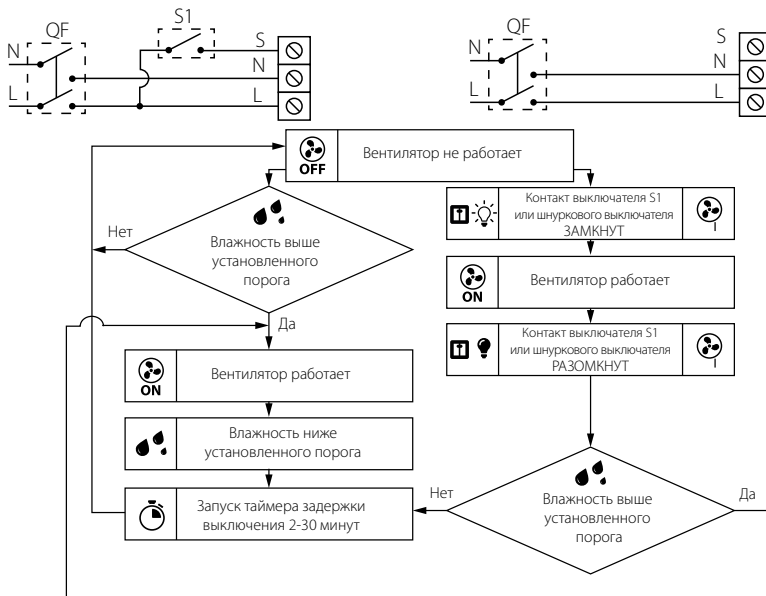 QF
S1
N
L
S
N
L
QF
N
L
S
N
L
OFF
Вентилятор не работает
Нет
Влажность выше
установленного
порога
Да
ON
Вентилятор работает
Влажность ниже
установленного порога
Запуск таймера задержки
выключения 2-30 минут
Контакт выключателя S1
или шнуркового выключателя
ЗАМКНУТ
ON
Вентилятор работает
Контакт выключателя S1
или шнуркового выключателя
РАЗОМКНУТ
Нет
Влажность выше
установленного
порога
Да